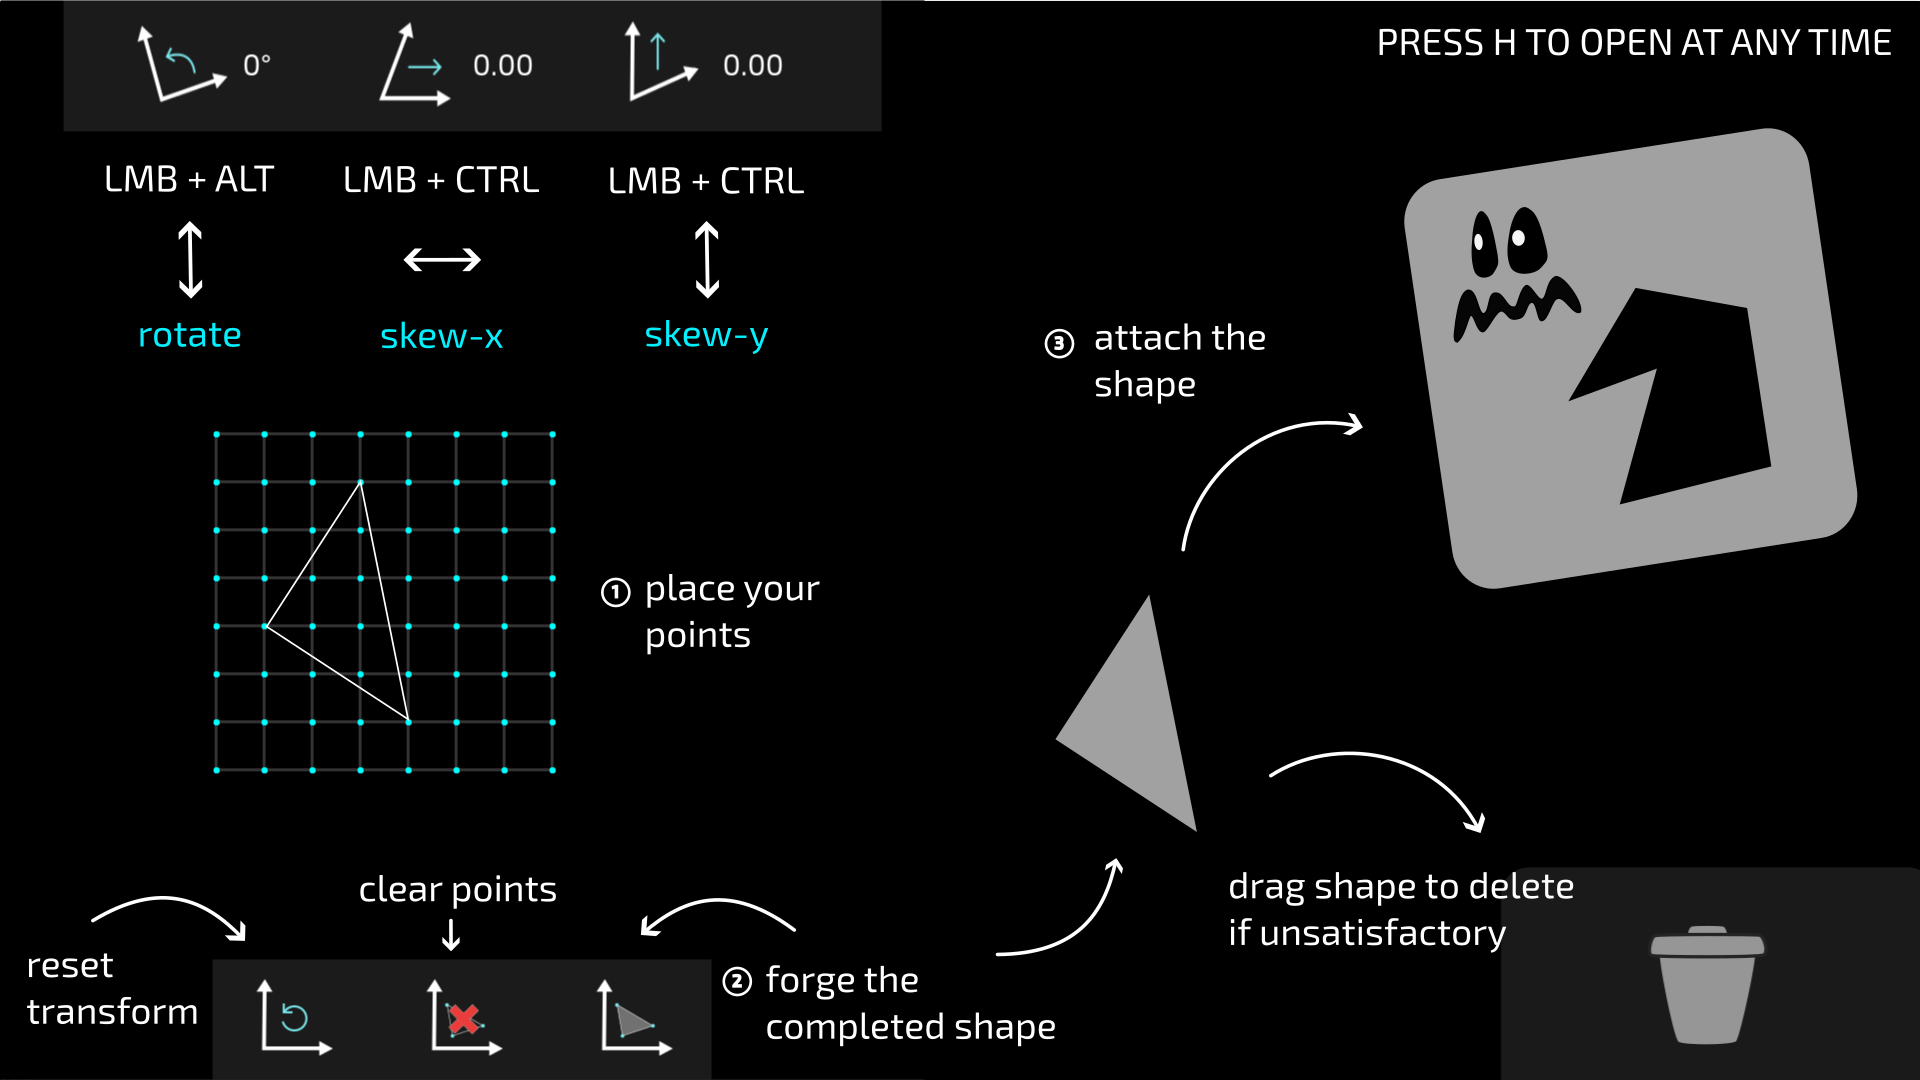 0°
0.00
0.00
PRESS H TO OPEN AT ANY TIME
LMB + ALT
LMB + CTRL
LMB + CTRL
rotate
skew-x
skew-y
③ attach the
shape
① place your
points
clear points
drag shape to delete
if unsatisfactory
reset
transform
② forge the
completed shape